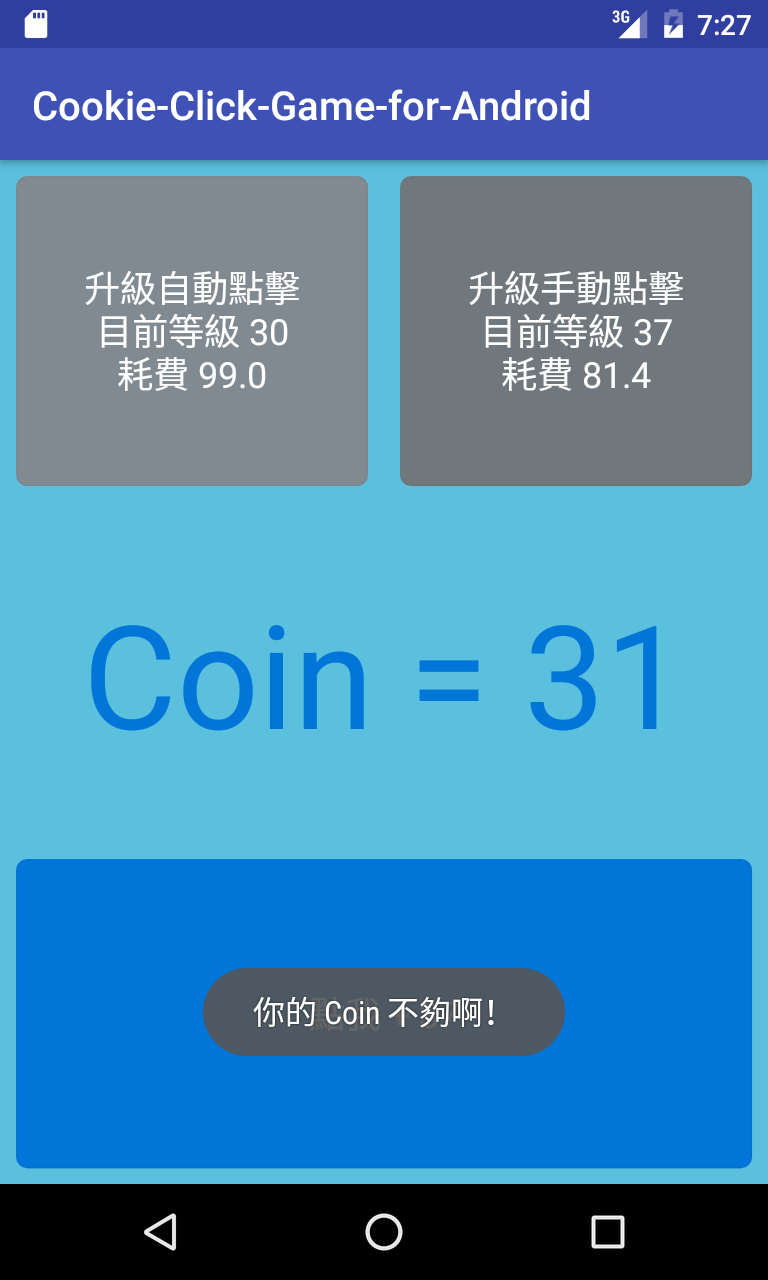 3G 7:27
Cookie-Click-Game-for-Android
升級自動點擊
目前等級 30
耗費 99.0
升級手動點擊
目前等級 37
耗費 81.4
Coin = 31
你的 Coin 不夠啊!